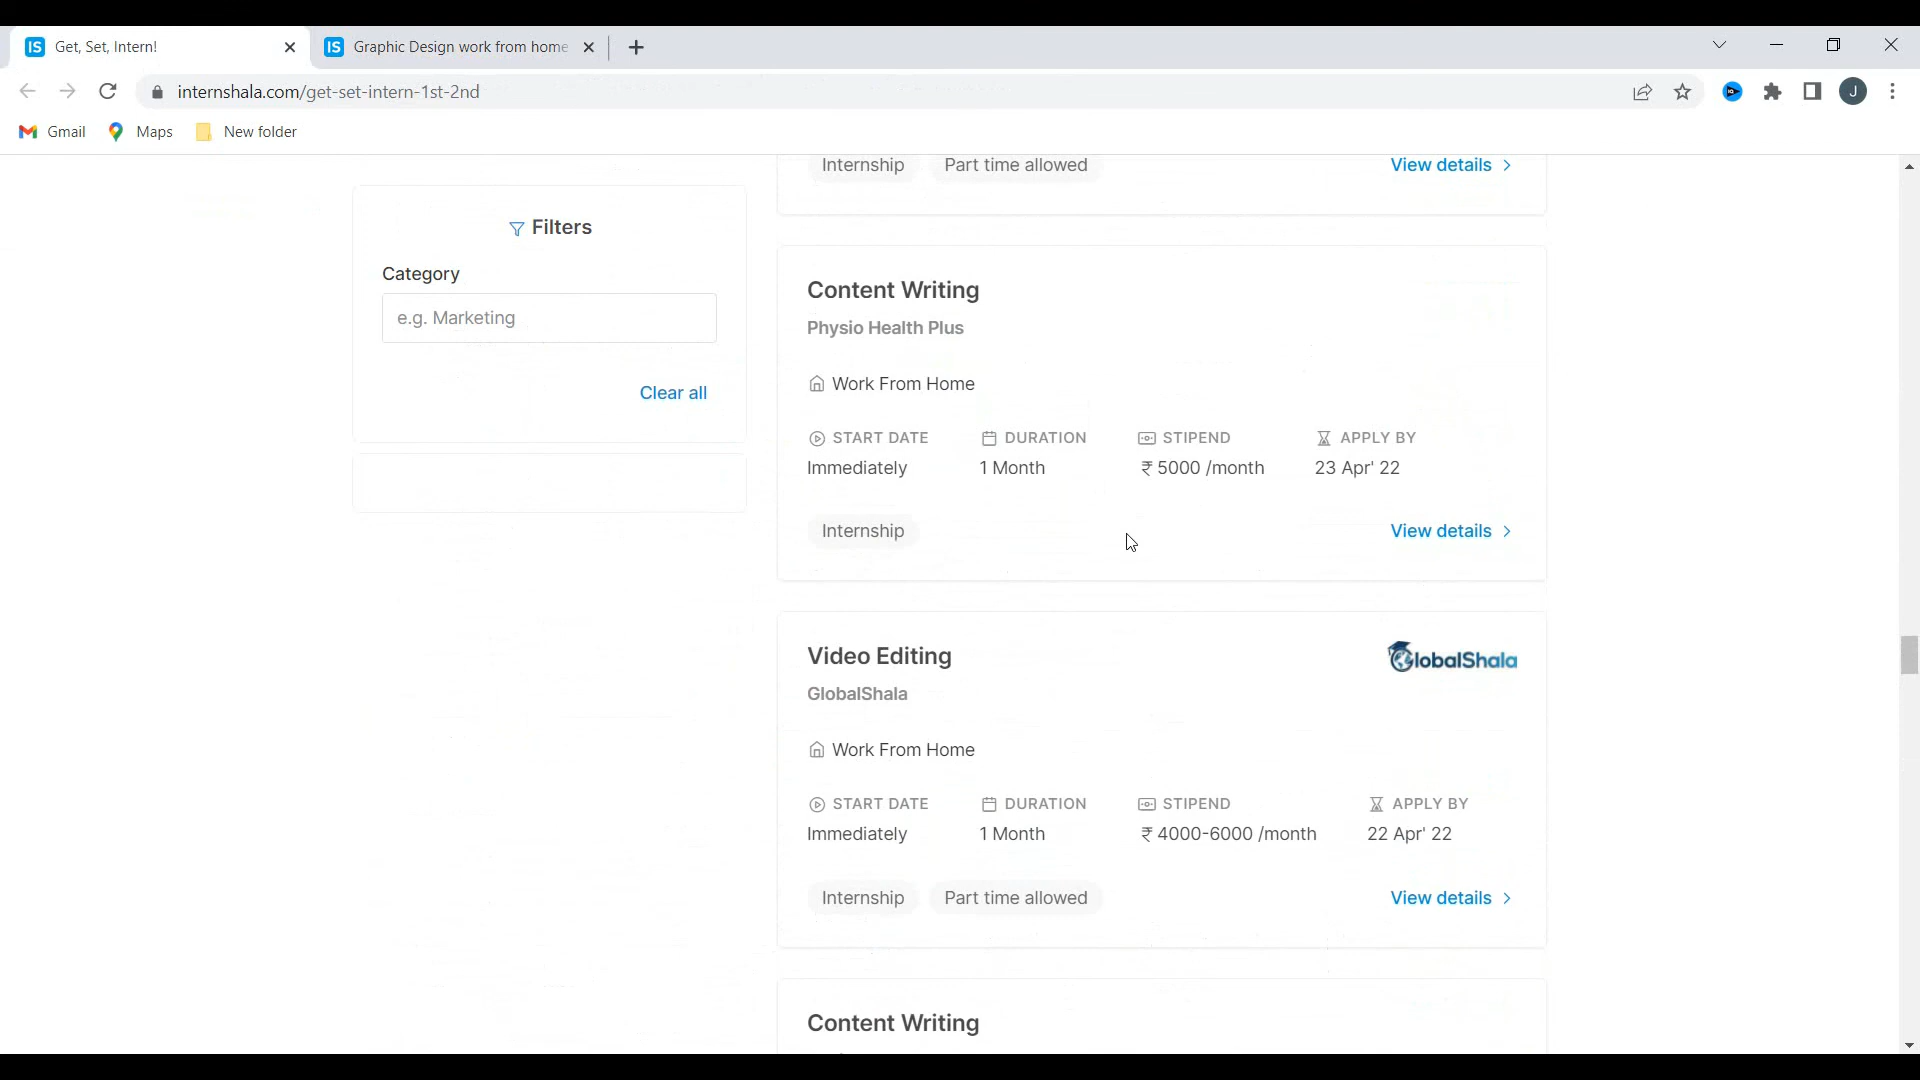 Get, Set, Intern!
Graphic Design work from home
internshala.com/get-set-intern-1st-2nd
J
Gmail
Maps
New folder
Internship
Part time allowed
View details
Filters
Category
e.g. Marketing
Clear all
Content Writing
Physio Health Plus
Work From Home
START DATE DURATION STIPEND APPLY BY
Immediately 1 Month ₹ 5000 /month 23 Apr' 22
Internship
View details
Video Editing
GlobalShala
GlobalShala
Work From Home
START DATE DURATION STIPEND APPLY BY
Immediately 1 Month ₹ 4000-6000 /month 22 Apr' 22
Internship
Part time allowed
View details
Content Writing